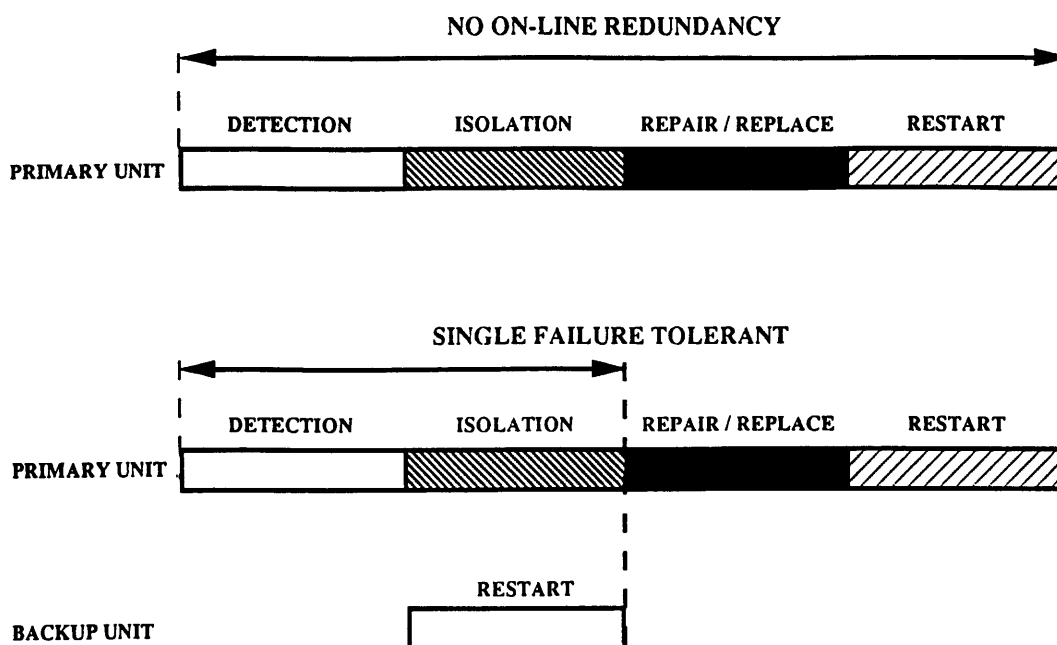 NO ON-LINE REDUNDANCY
DETECTION ISOLATION REPAIR / REPLACE RESTART
PRIMARY UNIT
SINGLE FAILURE TOLERANT
DETECTION ISOLATION REPAIR / REPLACE RESTART
PRIMARY UNIT
RESTART
BACKUP UNIT